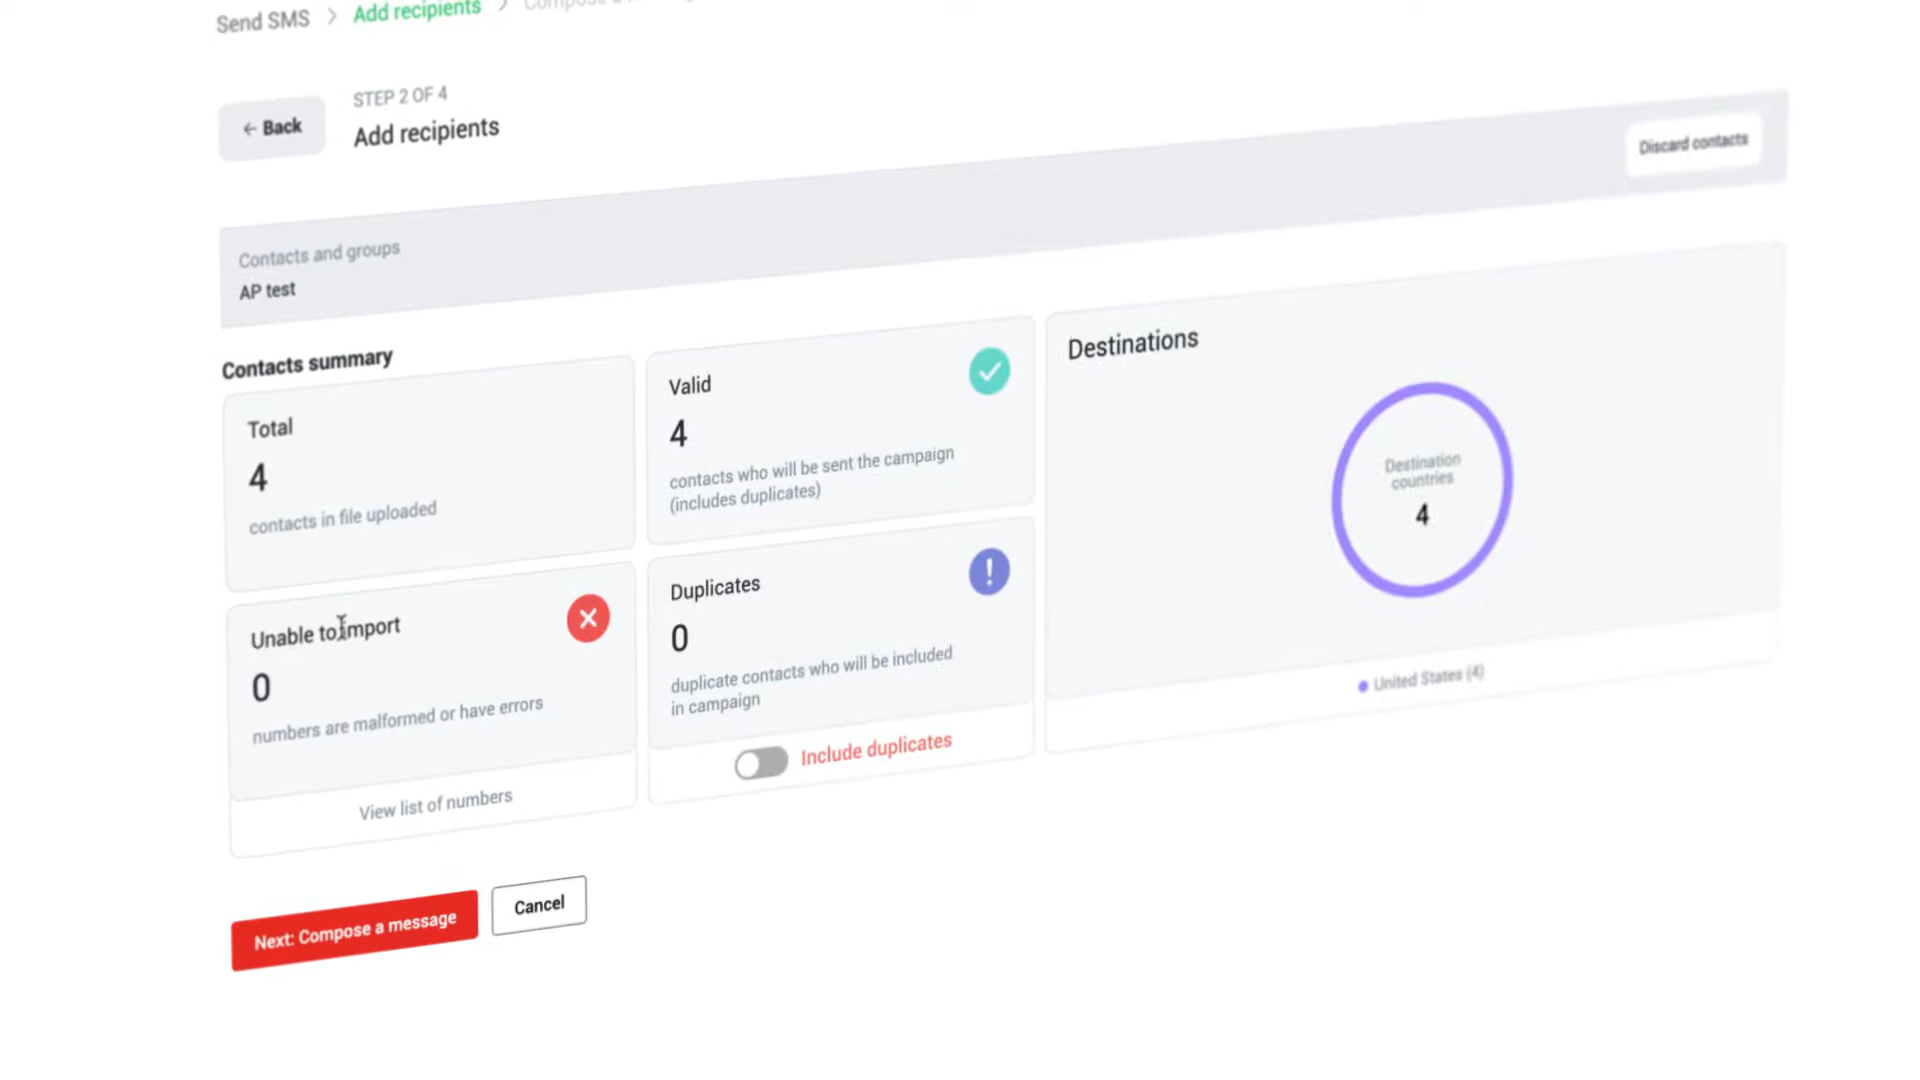 Send SMS > Add recipients >
← Back
STEP 2 OF 4
Add recipients
Discard contacts
Contacts and groups
AP test
Contacts summary
Total
4
contacts in file uploaded
Valid
4
contacts who will be sent the campaign
(includes duplicates)
Destinations
Destination
countries
4
United States (4)
Unable to import
0
numbers are malformed or have errors
View list of numbers
Duplicates
0
duplicate contacts who will be included
in campaign
Include duplicates
Next: Compose a message
Cancel